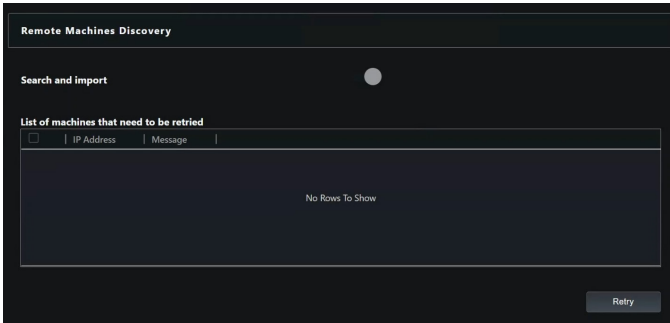 Remote Machines Discovery
Search and import
List of machines that need to be retried
IP Address | Message |
No Rows To Show
Retry